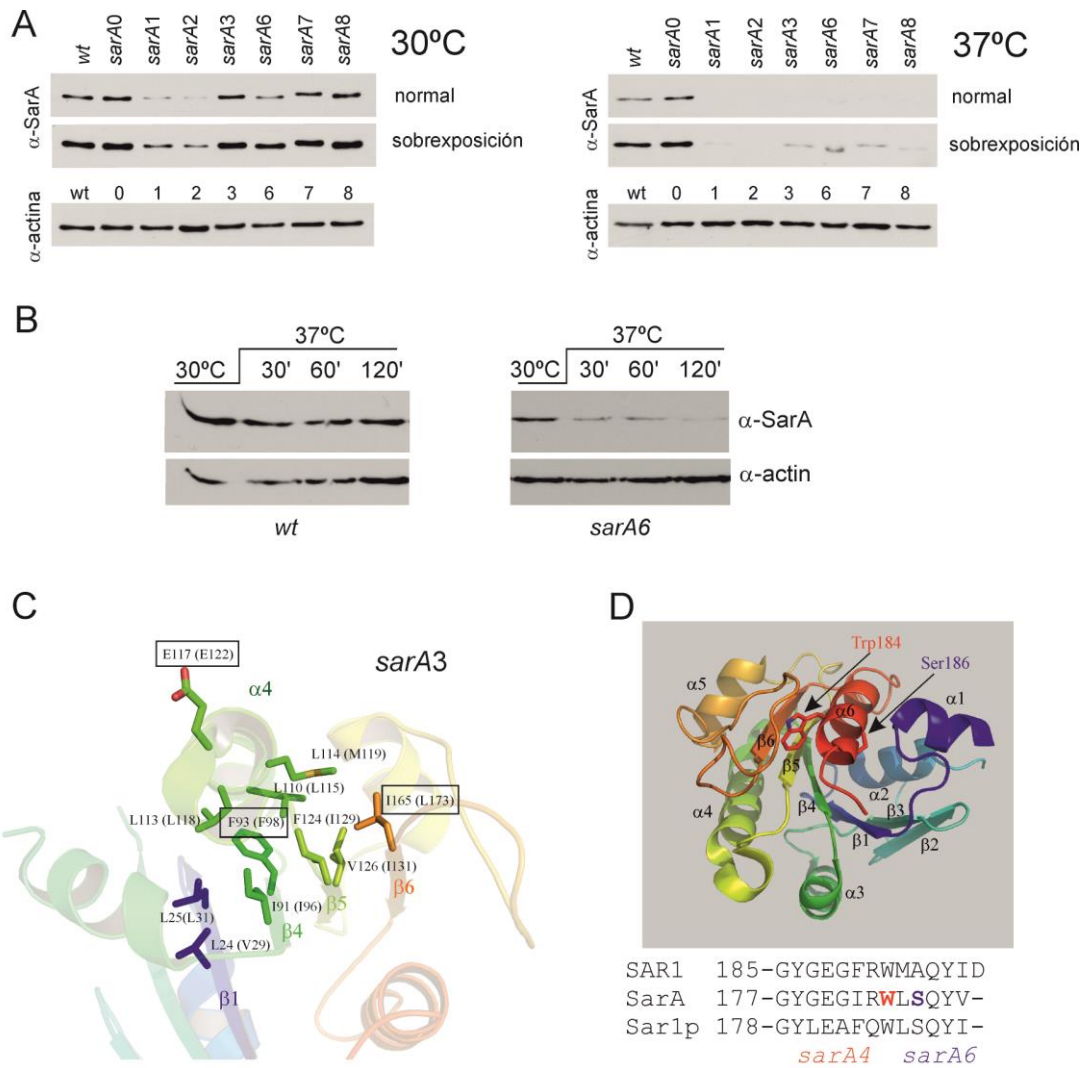 A
wt sarA0 sarA1 sarA2 sarA3 sarA6 sarA7 sarA8
30ºC
α-SarA
normal
sobrexposición
wt 0 1 2 3 6 7 8
α-actina
wt sarA0 sarA1 sarA2 sarA3 sarA6 sarA7 sarA8
37ºC
α-SarA
normal
sobrexposición
wt 0 1 2 3 6 7 8
α-actina
B
37ºC
30ºC 30' 60' 120'
wt
37ºC
30ºC 30' 60' 120'
α-SarA
α-actin
sarA6
C
sarA3
E117 (E122)
α4
L114 (M119)
L110 (L115)
I165 (L173)
L113 (L118)
F93 (F98)
F124 (I129)
V126 (I131)
β6
β5
I91 (I96)
β4
L25(L31)
L24 (V29)
β1
D
Trp184
Ser186
α5
α6
α1
β6
β5
α2
α4
β4
β3
β1
β2
α3
SAR1 185-GYGEGFRWMAQYID
SarA 177-GYGEGIRWLSQYV-
Sar1p 178-GYLEAFQWLSQYI-
sarA4 sarA6